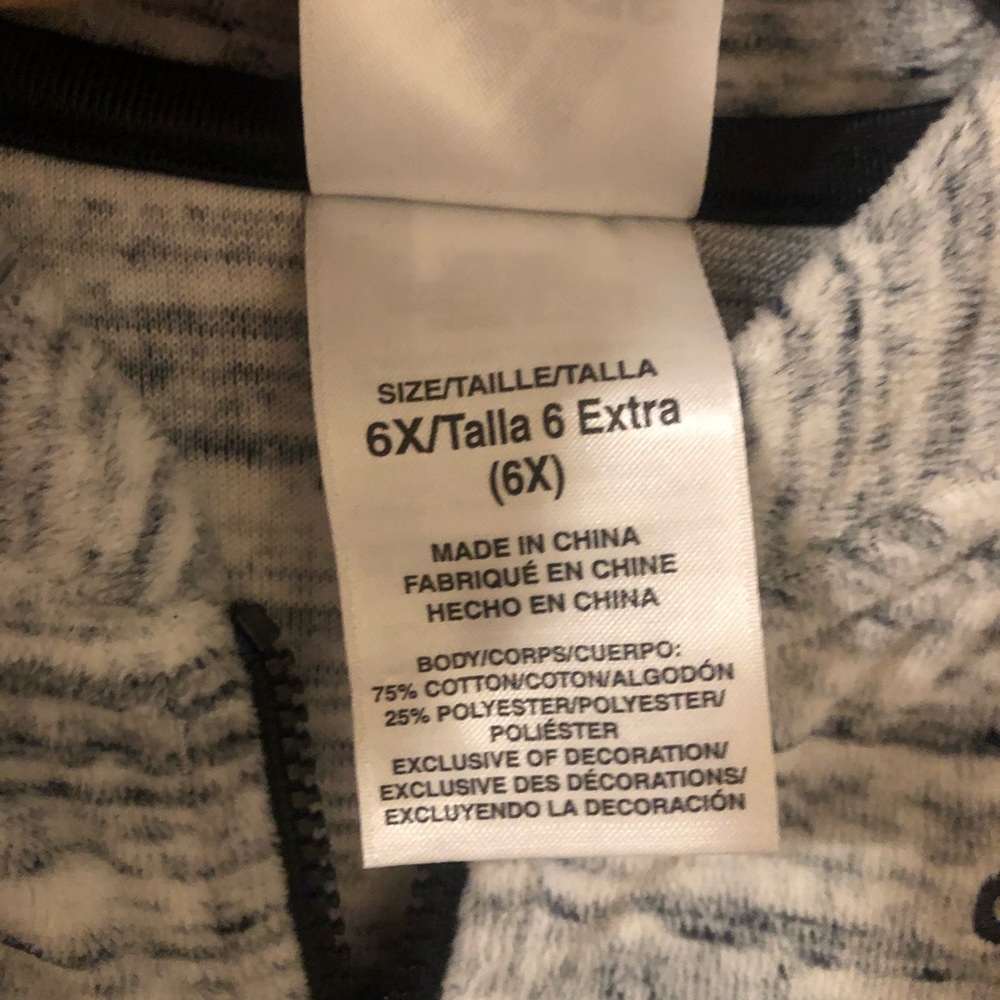 SIZE/TAILLE/TALLA
6X/Talla 6 Extra
(6X)
MADE IN CHINA
FABRIQUÉ EN CHINE
HECHO EN CHINA
BODY/CORPS/CUERPO:
75% COTTON/COTON/ALGODÓN
25% POLYESTER/POLYESTER/
POLIÉSTER
EXCLUSIVE OF DECORATION/
EXCLUSIVE DES DÉCORATIONS/
EXCLUYENDO LA DECORACIÓN